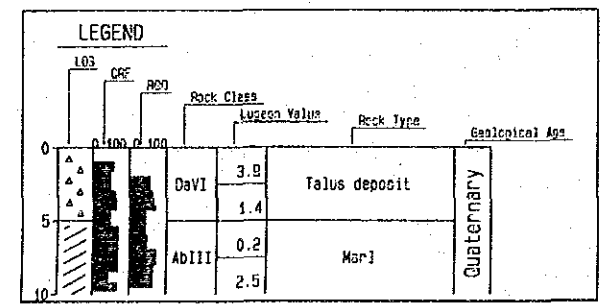 LEGEND
LOG
CRF
RQD
Rock Class
Lugeon Value
Rock Type
Geological Age
0 0 100 0 100
DaVI 3.9 Talus deposit Quaternary
1.4
5
AbIII 0.2 Marl
2.5
10